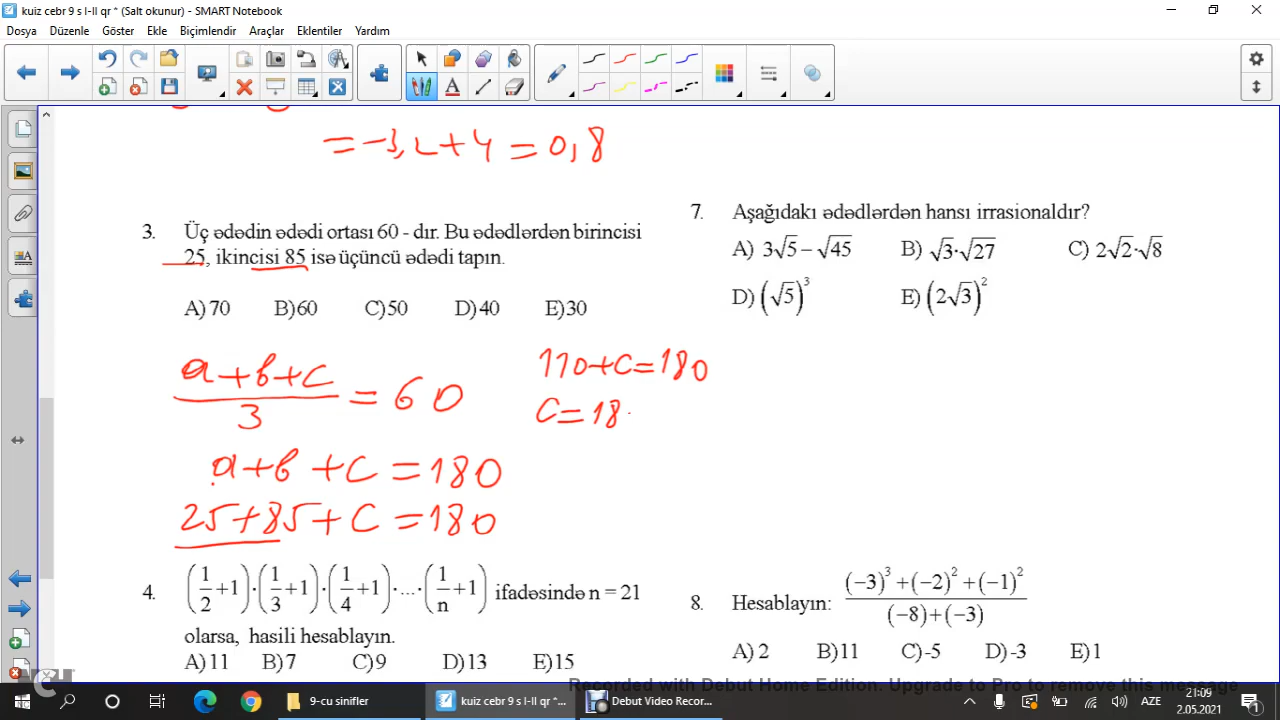 kuiz cebr 9 s I-II qr * (Salt okunur) - SMART Notebook
Dosya Düzenle Göster Ekle Biçimlendir Araçlar Eklentiler Yardım
= -3,2 + 4 = 0,8
3. Üç ədədin ədədi ortası 60 - dır. Bu ədədlərdən birincisi
25, ikincisi 85 isə üçüncü ədədi tapın.
A) 70 B)60 C)50 D)40 E)30
(a+b+c)/3 = 60
a+b+c=180
25+85+c=180
110+c=180
c=18
4. (1/2+1)·(1/3+1)·(1/4+1)·...·(1/n+1) ifadəsində n = 21
olarsa, hasili hesablayın.
A) 11 B) 7 C)9 D) 13 E) 15
7. Aşağıdakı ədədlərdən hansı irrasionaldır?
A) 3√5 − √45 B) √3·√27 C) 2√2·√8
D) (√5)³ E) (2√3)²
8. Hesablayın: ((−3)³ +(−2)² +(−1)²)/((−8)+(−3))
A) 2 B) 11 C)-5 D)-3 E) 1
Recorded with Debut Home Edition. Upgrade to Pro to remove this message
9-cu sinifler
kuiz cebr 9 s I-II qr *...
Debut Video Recor...
AZE
21:09
2.05.2021